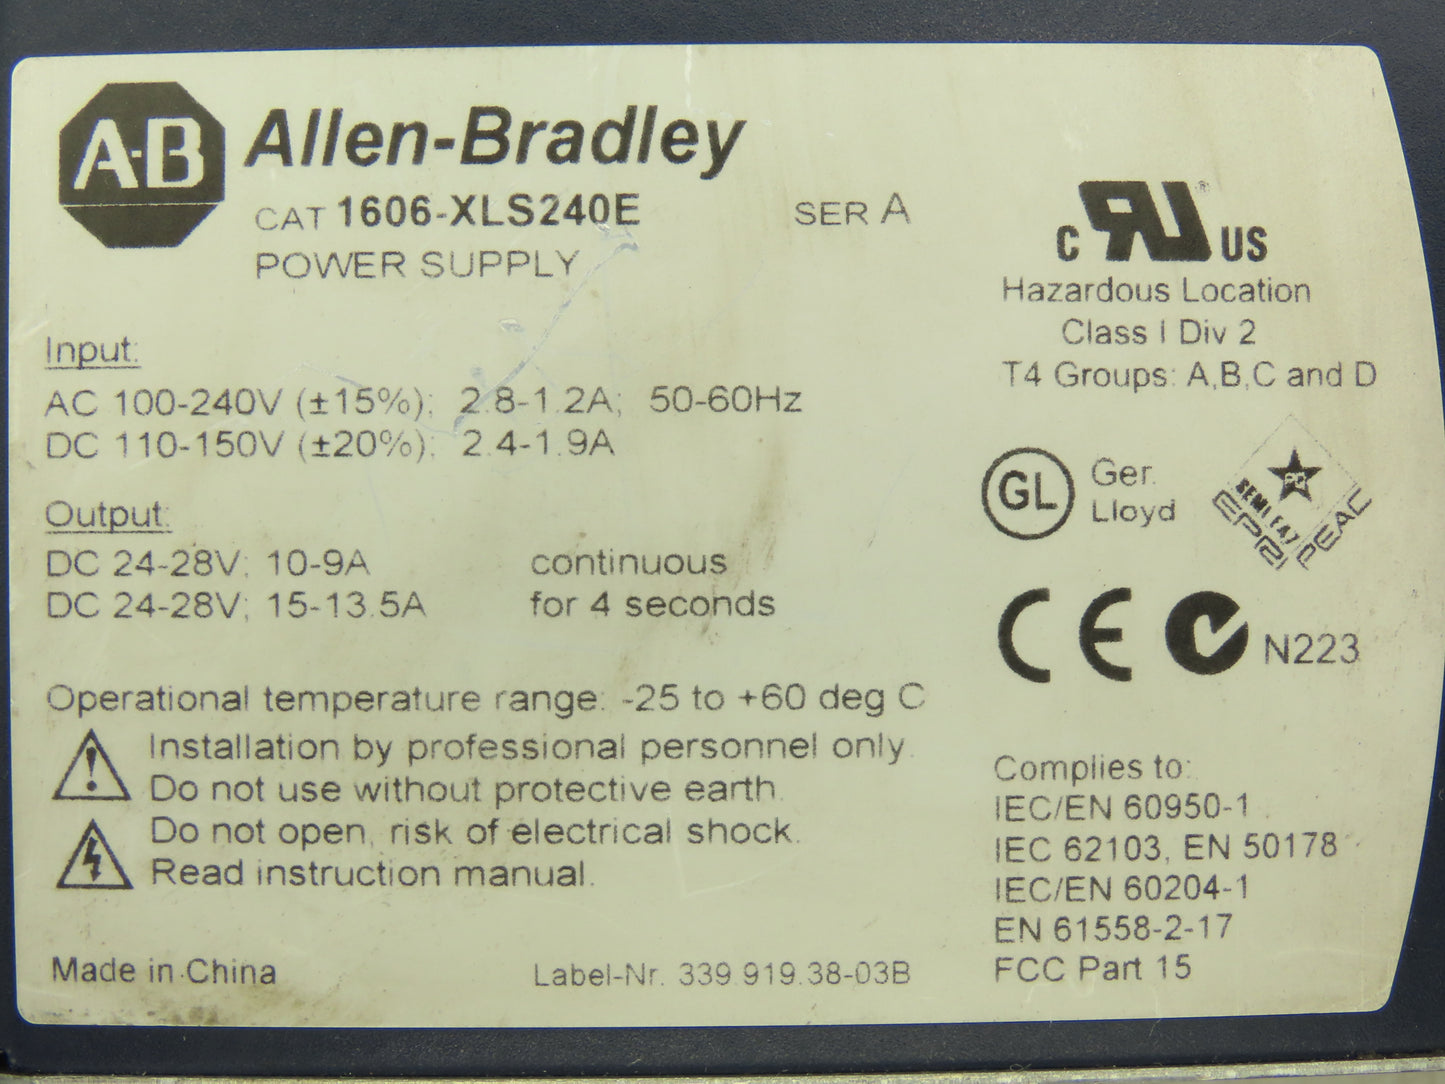 A-B Allen-Bradley
CAT 1606-XLS240E SER A
POWER SUPPLY
Input:
AC 100-240V (±15%); 2.8-1.2A; 50-60Hz
DC 110-150V (±20%); 2.4-1.9A
Output:
DC 24-28V; 10-9A continuous
DC 24-28V; 15-13.5A for 4 seconds
Operational temperature range: -25 to +60 deg C
Installation by professional personnel only.
Do not use without protective earth.
Do not open, risk of electrical shock.
Read instruction manual.
Made in China Label-Nr. 339.919.38-03B
C RU ® US
Hazardous Location
Class I Div 2
T4 Groups: A,B,C and D
GL
Ger.
Lloyd
SEMI F47
EPRI PEAC
CE N223
Complies to:
IEC/EN 60950-1
IEC 62103, EN 50178
IEC/EN 60204-1
EN 61558-2-17
FCC Part 15